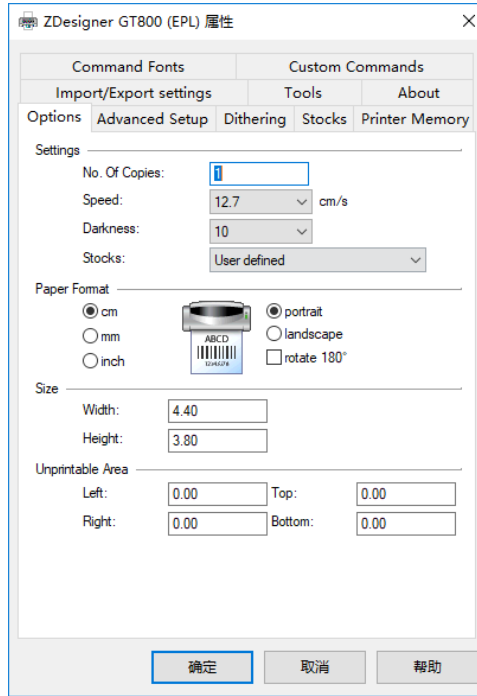 ZDesigner GT800 (EPL) 属性
Command Fonts Custom Commands
Import/Export settings Tools About
Options Advanced Setup Dithering Stocks Printer Memory
Settings
No. Of Copies: 1
Speed: 12.7 cm/s
Darkness: 10
Stocks: User defined
Paper Format
cm portrait
mm landscape
inch rotate 180°
ABCD
12345678
Size
Width: 4.40
Height: 3.80
Unprintable Area
Left: 0.00 Top: 0.00
Right: 0.00 Bottom: 0.00
确定 取消 帮助